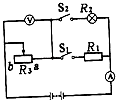 V S₂ R₂
S₁ R₁
b R₃ a A